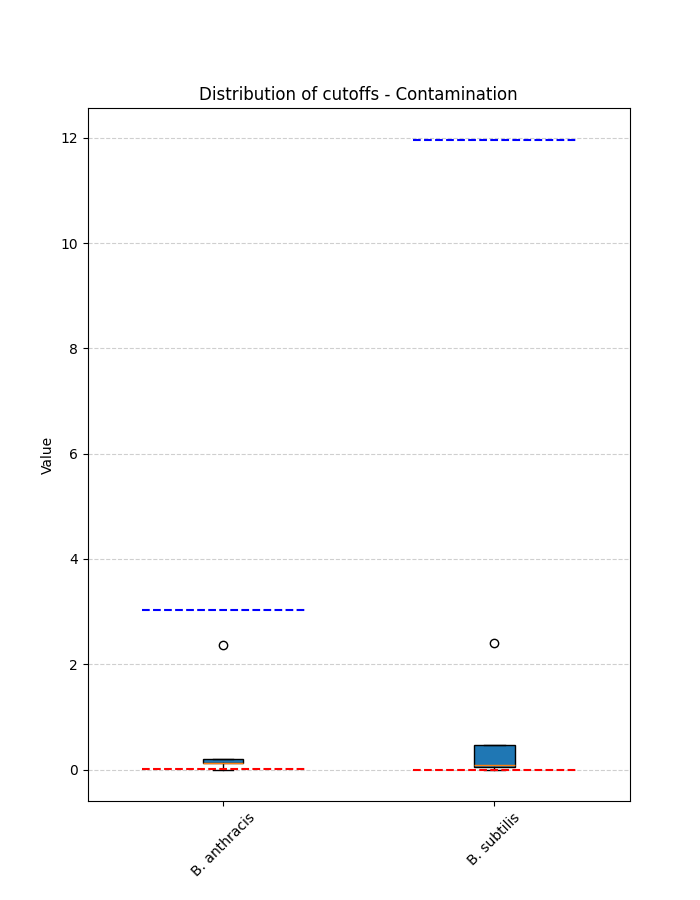 Distribution of cutoffs - Contamination
12
10
8
6
4
2
0
Value
B. anthracis
B. subtilis